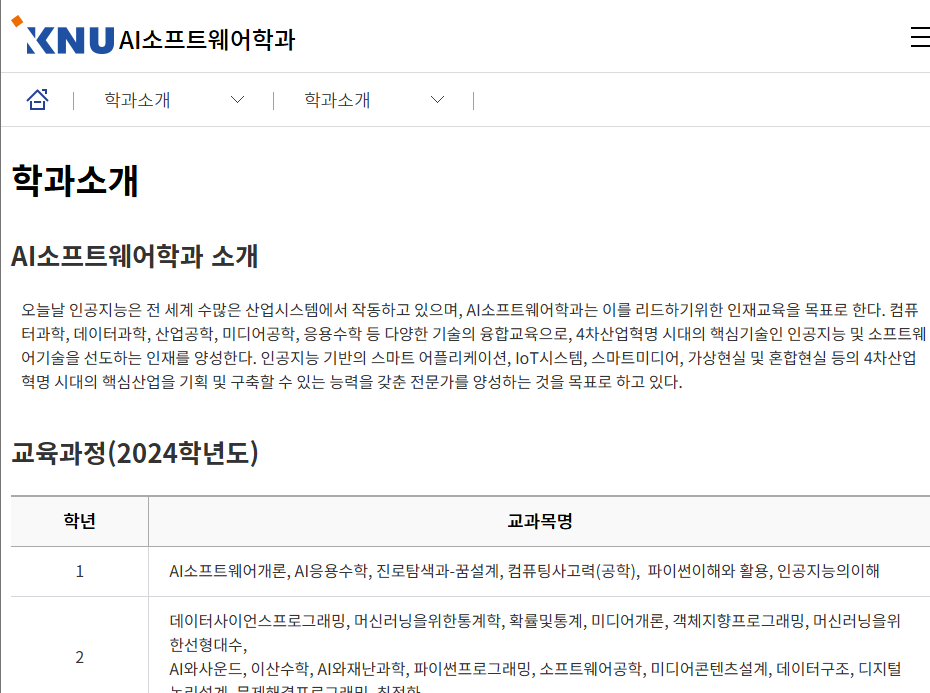 KNU AI소프트웨어학과
학과소개 학과소개
학과소개
AI소프트웨어학과 소개
오늘날 인공지능은 전 세계 수많은 산업시스템에서 작동하고 있으며, AI소프트웨어학과는 이를 리드하기위한 인재교육을 목표로 한다. 컴퓨
터과학, 데이터과학, 산업공학, 미디어공학, 응용수학 등 다양한 기술의 융합교육으로, 4차산업혁명 시대의 핵심기술인 인공지능 및 소프트웨
어기술을 선도하는 인재를 양성한다. 인공지능 기반의 스마트 어플리케이션, IoT시스템, 스마트미디어, 가상현실 및 혼합현실 등의 4차산업
혁명 시대의 핵심산업을 기획 및 구축할 수 있는 능력을 갖춘 전문가를 양성하는 것을 목표로 하고 있다.
교육과정(2024학년도)
학년 교과목명
1 AI소프트웨어개론, AI응용수학, 진로탐색과-꿈설계, 컴퓨팅사고력(공학), 파이썬이해와 활용, 인공지능의이해
데이터사이언스프로그래밍, 머신러닝을위한통계학, 확률및통계, 미디어개론, 객체지향프로그래밍, 머신러닝을위
한선형대수,
2 AI와사운드, 이산수학, AI와재난과학, 파이썬프로그래밍, 소프트웨어공학, 미디어콘텐츠설계, 데이터구조, 디지털
논리설계, 문제해결프로그래밍, 최적화